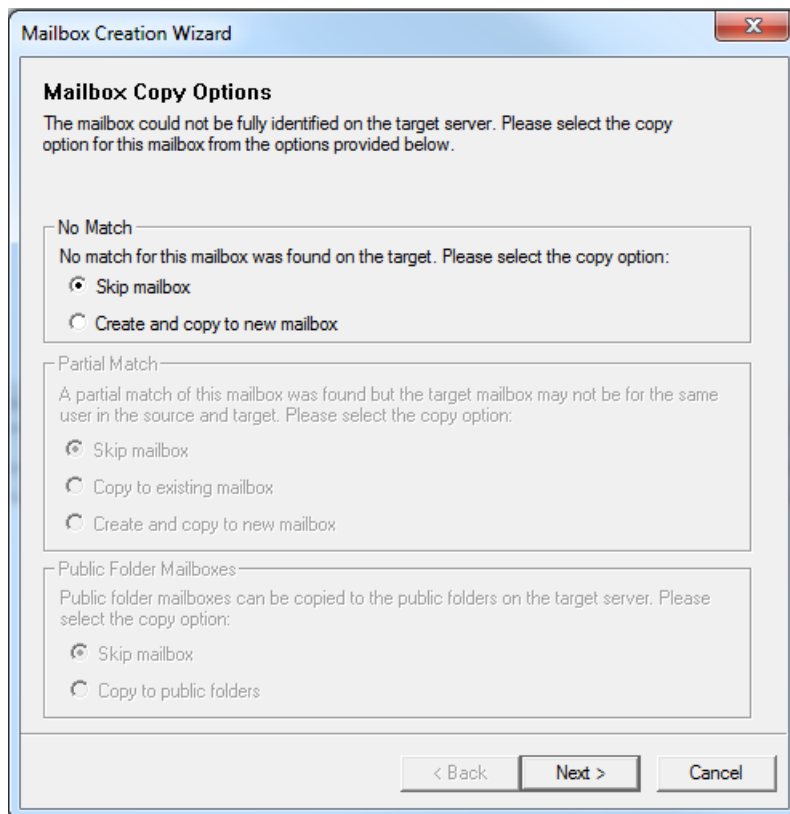 Mailbox Creation Wizard
Mailbox Copy Options
The mailbox could not be fully identified on the target server. Please select the copy
option for this mailbox from the options provided below.
No Match
No match for this mailbox was found on the target. Please select the copy option:
Skip mailbox
Create and copy to new mailbox
Partial Match
A partial match of this mailbox was found but the target mailbox may not be for the same
user in the source and target. Please select the copy option:
Skip mailbox
Copy to existing mailbox
Create and copy to new mailbox
Public Folder Mailboxes
Public folder mailboxes can be copied to the public folders on the target server. Please
select the copy option:
Skip mailbox
Copy to public folders
< Back Next > Cancel